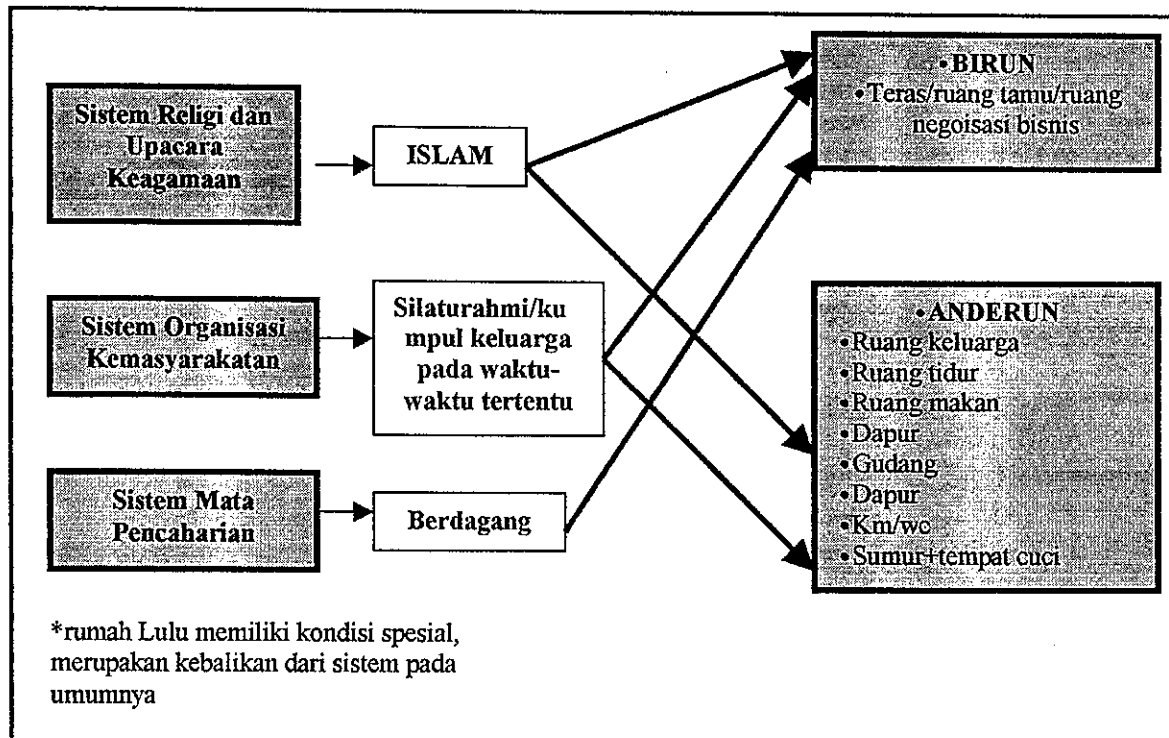 Sistem Religi dan
Upacara
Keagamaan
ISLAM
•BIRUN
•Teras/ruang tamu/ruang
negoisasi bisnis
Sistem Organisasi
Kemasyarakatan
Silaturahmi/ku
mpul keluarga
pada waktu-
waktu tertentu
•ANDERUN
•Ruang keluarga
•Ruang tidur
•Ruang makan
•Dapur
•Gudang
•Dapur
•Km/wc
•Sumur+tempat cuci
Sistem Mata
Pencaharian
Berdagang
*rumah Lulu memiliki kondisi spesial,
merupakan kebalikan dari sistem pada
umumnya